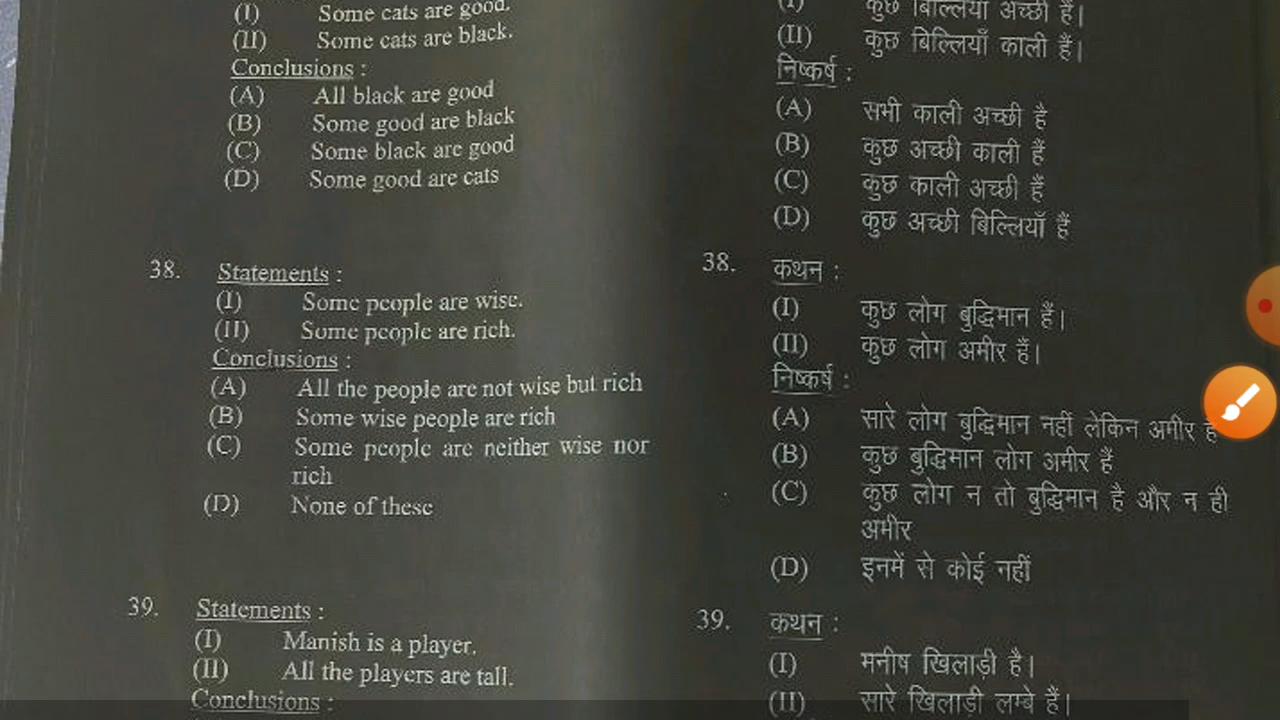 (I) Some cats are good.
(II) Some cats are black.
Conclusions :
(A) All black are good
(B) Some good are black
(C) Some black are good
(D) Some good are cats
38. Statements :
(I) Some people are wise.
(II) Some people are rich.
Conclusions :
(A) All the people are not wise but rich
(B) Some wise people are rich
(C) Some people are neither wise nor
rich
(D) None of these
39. Statements :
(I) Manish is a player.
(II) All the players are tall.
Conclusions :
(I) कुछ बिल्लियाँ अच्छी हैं।
(II) कुछ बिल्लियाँ काली हैं।
निष्कर्ष :
(A) सभी काली अच्छी है
(B) कुछ अच्छी काली हैं
(C) कुछ काली अच्छी हैं
(D) कुछ अच्छी बिल्लियाँ हैं
38. कथन :
(I) कुछ लोग बुद्धिमान हैं।
(II) कुछ लोग अमीर हैं।
निष्कर्ष :
(A) सारे लोग बुद्धिमान नहीं लेकिन अमीर हैं
(B) कुछ बुद्धिमान लोग अमीर हैं
(C) कुछ लोग न तो बुद्धिमान है और न ही
अमीर
(D) इनमें से कोई नहीं
39. कथन :
(I) मनीष खिलाड़ी है।
(II) सारे खिलाड़ी लम्बे हैं।